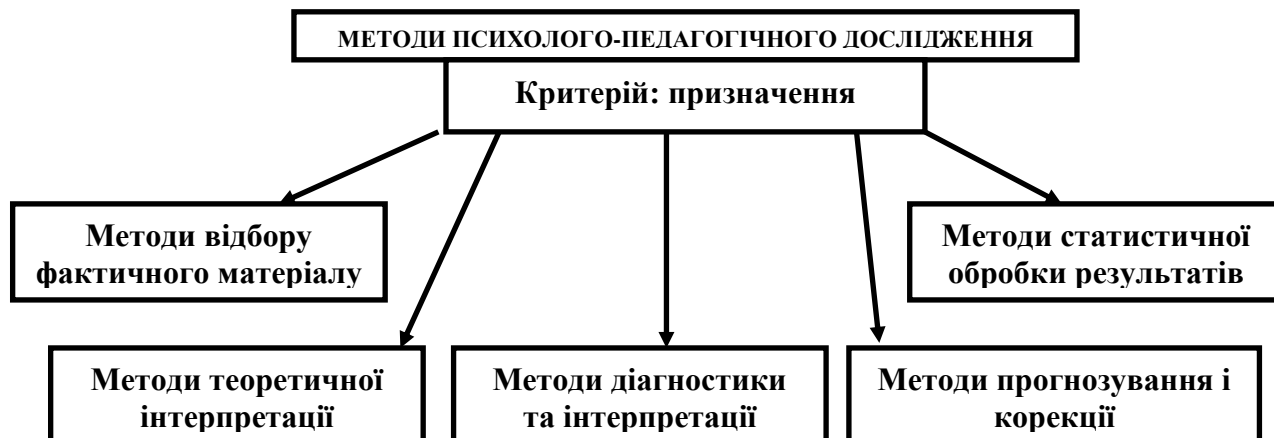 МЕТОДИ ПСИХОЛОГО-ПЕДАГОГІЧНОГО ДОСЛІДЖЕННЯ
Критерій: призначення
Методи відбору
фактичного матеріалу
Методи статистичної
обробки результатів
Методи теоретичної
інтерпретації
Методи діагностики
та інтерпретації
Методи прогнозування і
корекції